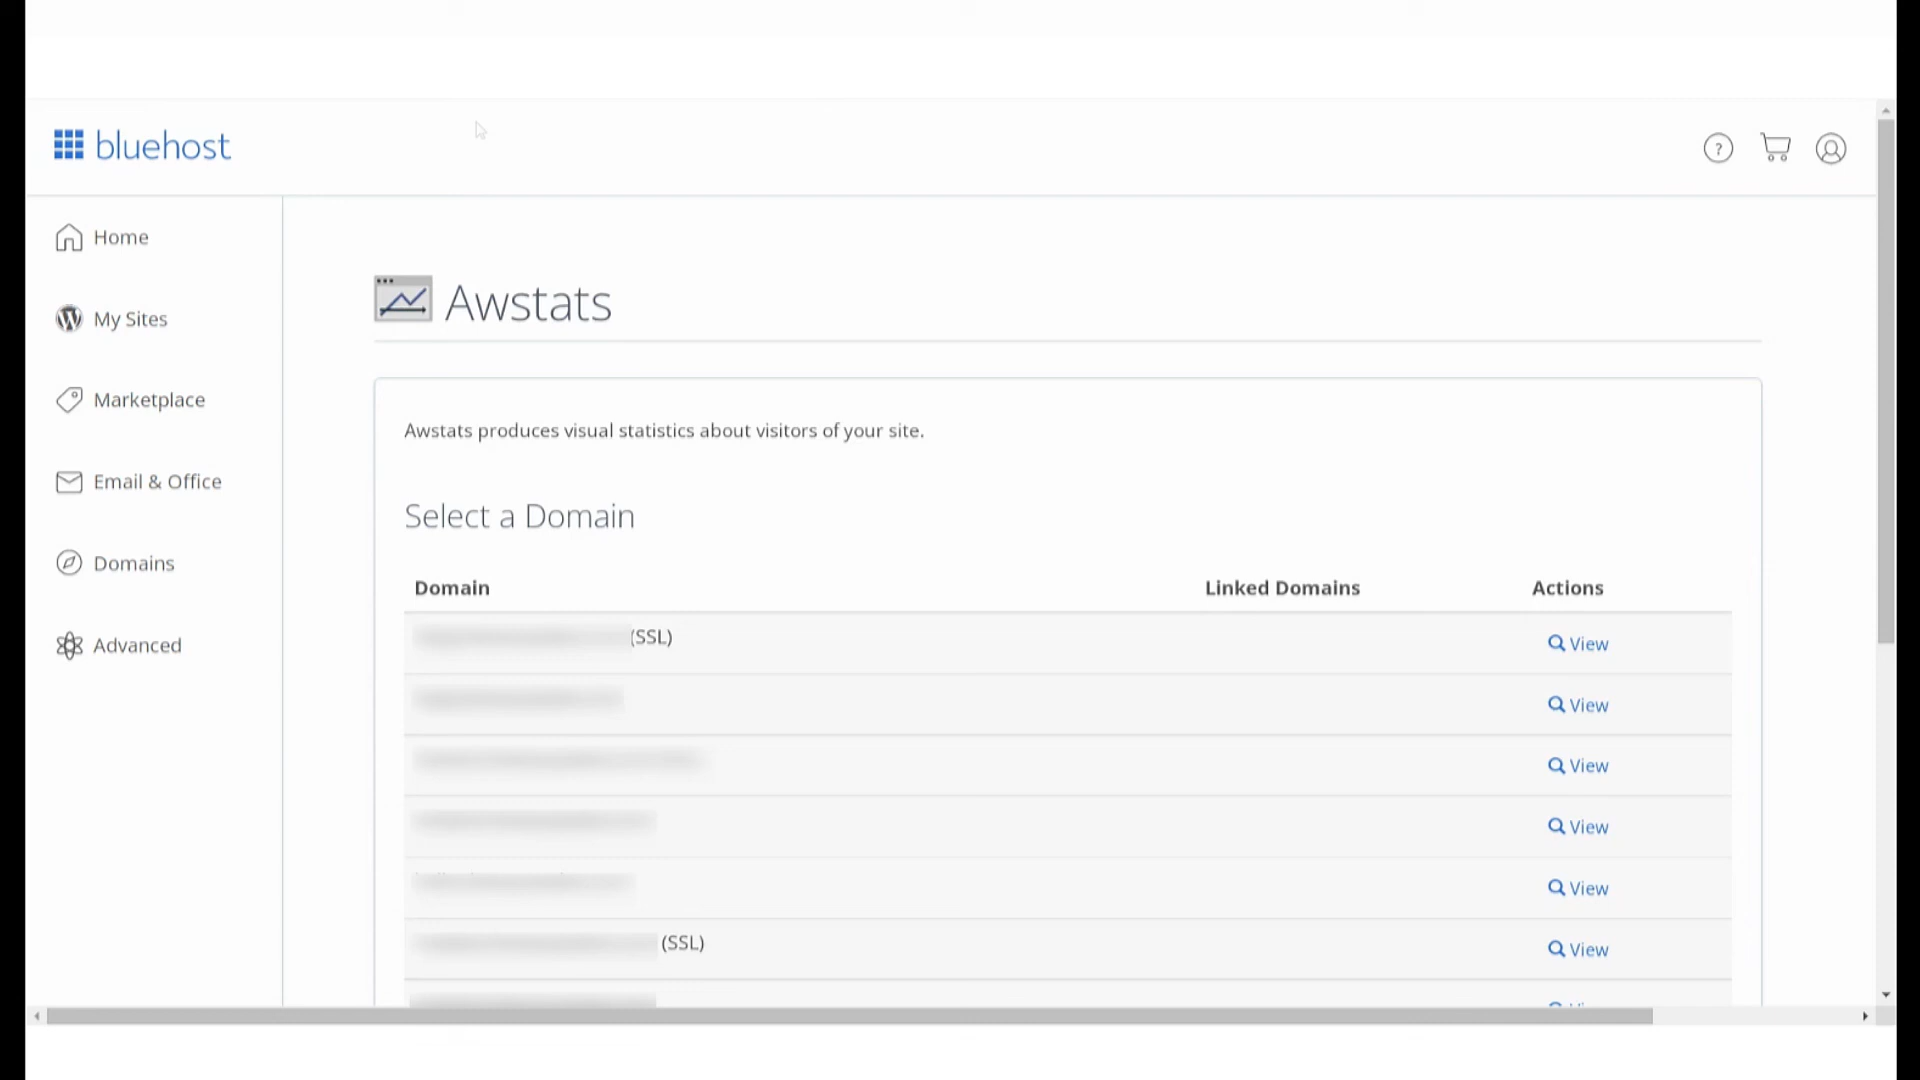 bluehost
?
Home
My Sites
Marketplace
Email & Office
Domains
Advanced
Awstats
Awstats produces visual statistics about visitors of your site.
Select a Domain
Domain Linked Domains Actions
(SSL) View
View
View
View
View
(SSL) View